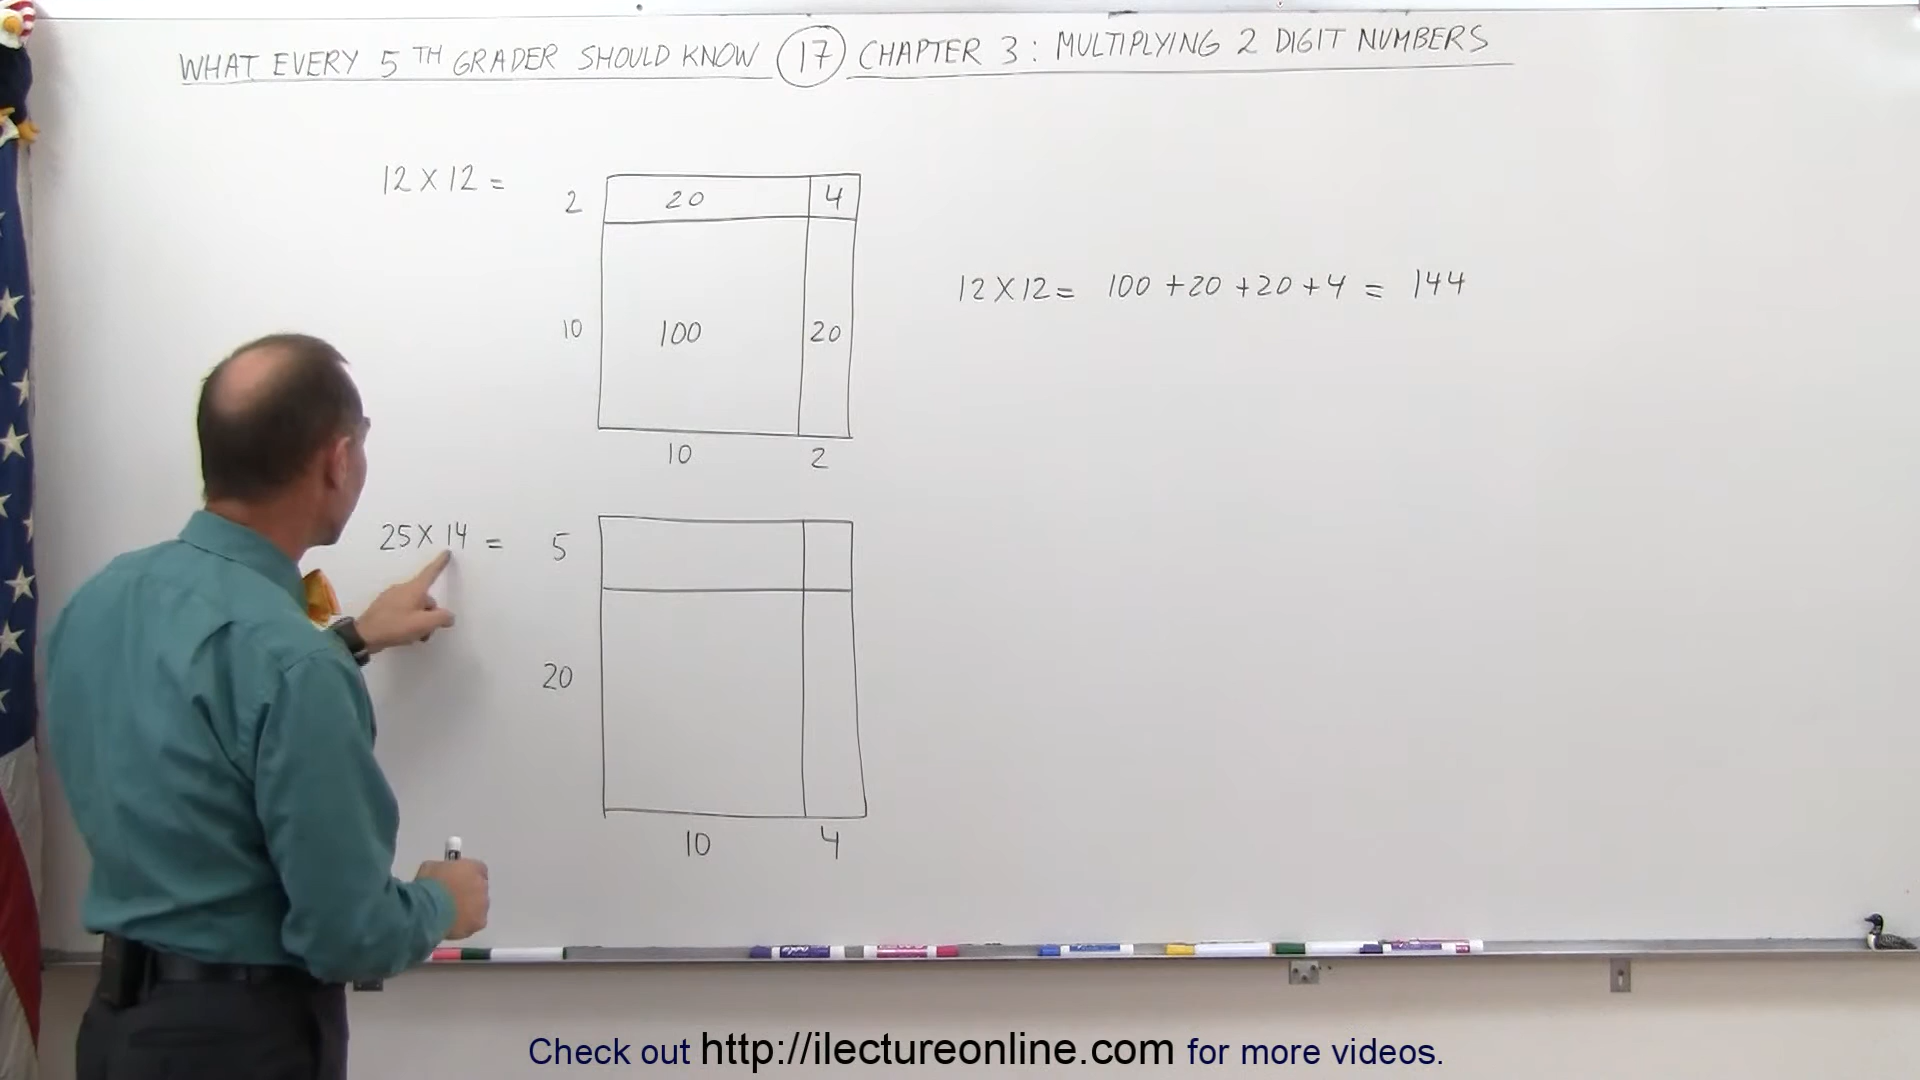 WHAT EVERY 5TH GRADER SHOULD KNOW 17 CHAPTER 3: MULTIPLYING 2 DIGIT NUMBERS
12 X 12 =
2 20 4
12 X 12 = 100 + 20 + 20 + 4 = 144
10 100 20
10 2
25 X 14 = 5
20
10 4
Check out http://ilectureonline.com for more videos.